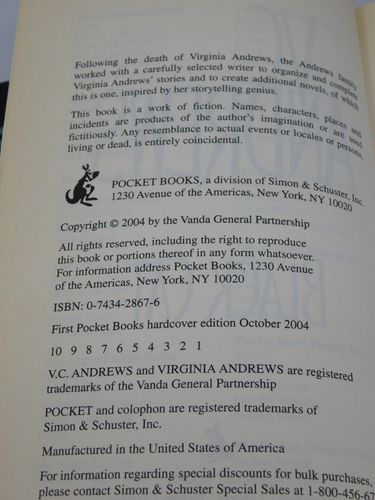 Following the death of Virginia Andrews, the Andrews family
worked with a carefully selected writer to organize and complete
Virginia Andrews' stories and to create additional novels, of which
this is one, inspired by her storytelling genius.
This book is a work of fiction. Names, characters, places and
incidents are products of the author's imagination or are used
fictitiously. Any resemblance to actual events or locales or persons,
living or dead, is entirely coincidental.
POCKET BOOKS, a division of Simon & Schuster, Inc.
1230 Avenue of the Americas, New York, NY 10020
Copyright © 2004 by the Vanda General Partnership
All rights reserved, including the right to reproduce
this book or portions thereof in any form whatsoever.
For information address Pocket Books, 1230 Avenue
of the Americas, New York, NY 10020
ISBN: 0-7434-2867-6
First Pocket Books hardcover edition October 2004
10 9 8 7 6 5 4 3 2 1
V.C. ANDREWS and VIRGINIA ANDREWS are registered
trademarks of the Vanda General Partnership
POCKET and colophon are registered trademarks of
Simon & Schuster, Inc.
Manufactured in the United States of America
For information regarding special discounts for bulk purchases,
please contact Simon & Schuster Special Sales at 1-800-456-67